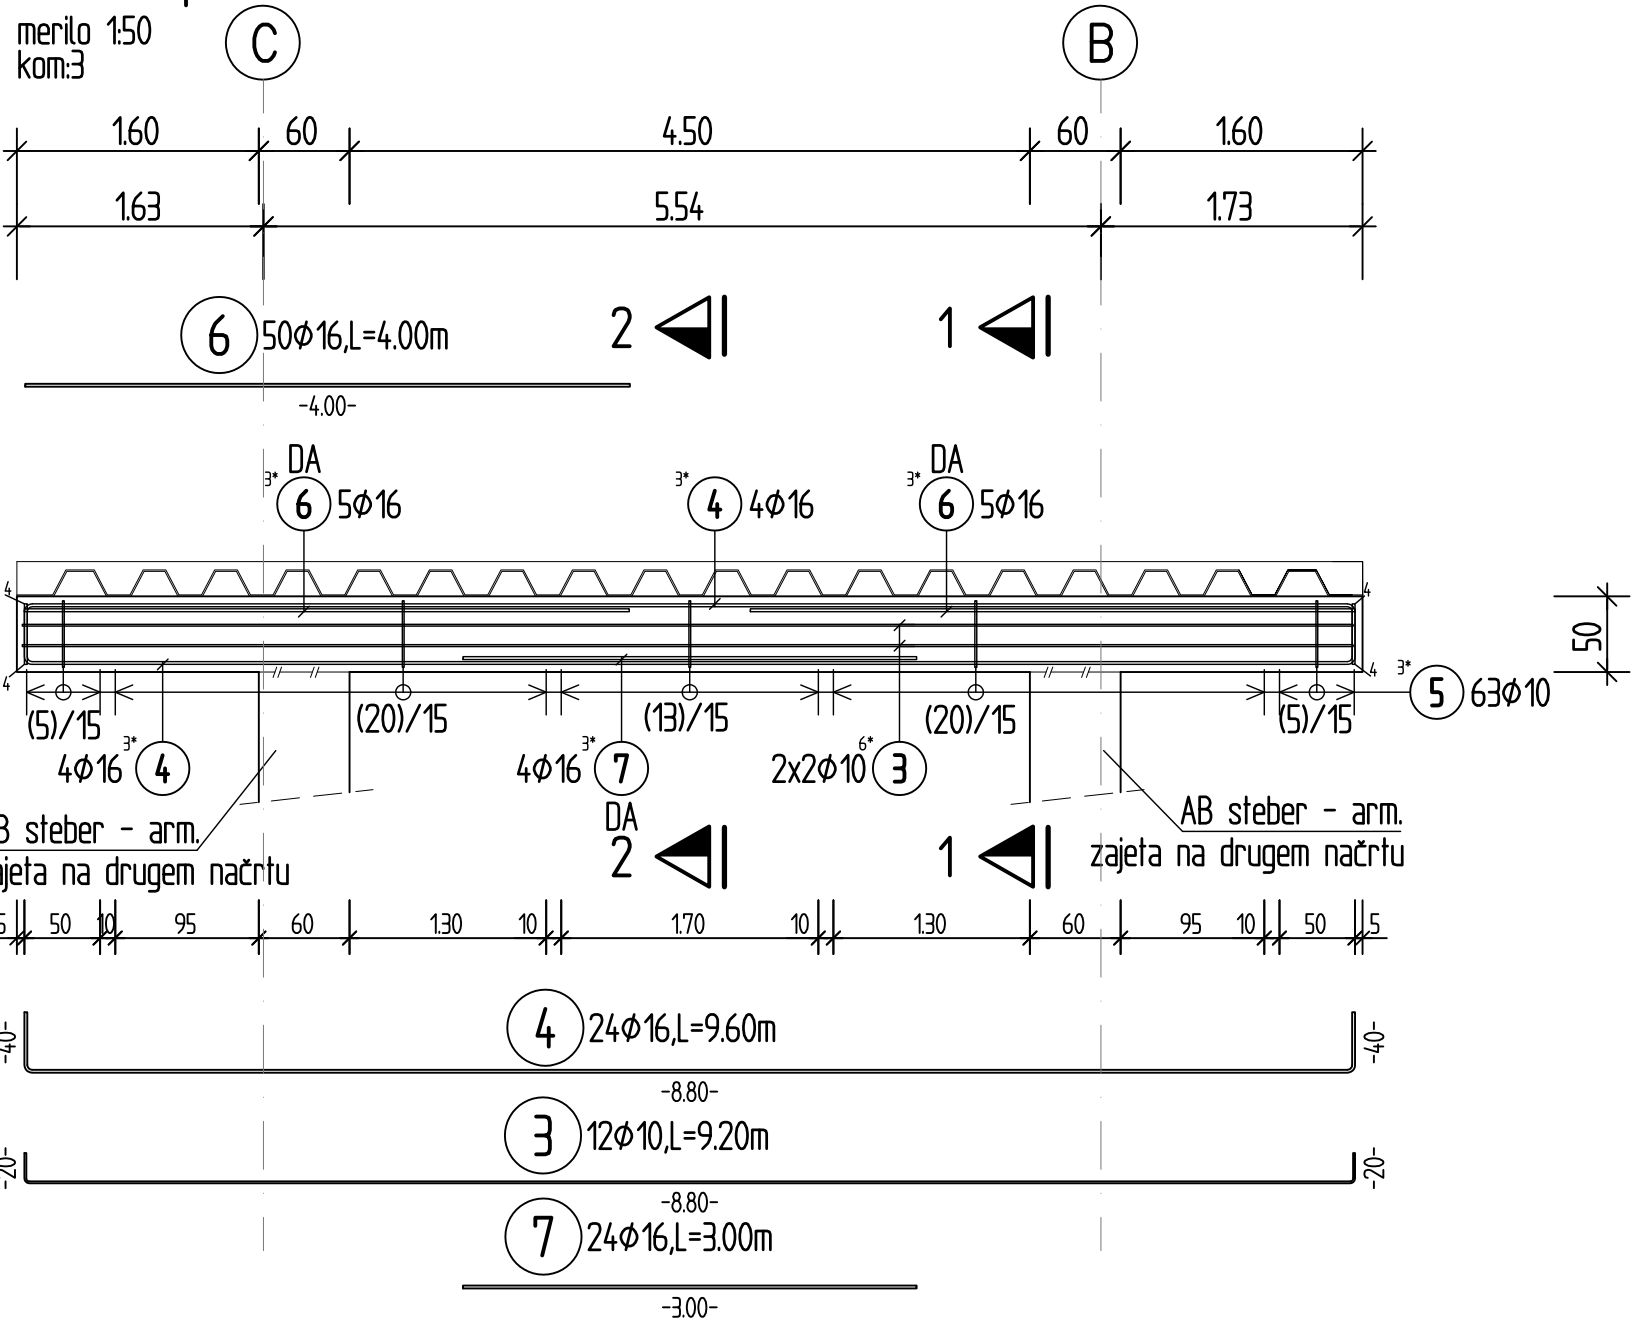 merilo 1:50
kom:3
C
B
1.60 60 4.50 60 1.60
1.63 5.54 1.73
6 50Φ16,L=4.00m
2 1
-4.00-
DA DA
3* 6 5Φ16 3* 4 4Φ16 3* 6 5Φ16
4 4
50
4 4
(5)/15 (20)/15 (13)/15 (20)/15 (5)/15 3* 5 63Φ10
4Φ16 3* 4 4Φ16 3* 7 2x2Φ10 6* 3
DA
B steber - arm. AB steber - arm.
jeta na drugem načrtu zajeta na drugem načrtu
2 1
5 50 10 95 60 1.30 10 1.70 10 1.30 60 95 10 50 5
4 24Φ16,L=9.60m
-40- -40-
-8.80-
3 12Φ10,L=9.20m
-20- -20-
-8.80-
7 24Φ16,L=3.00m
-3.00-